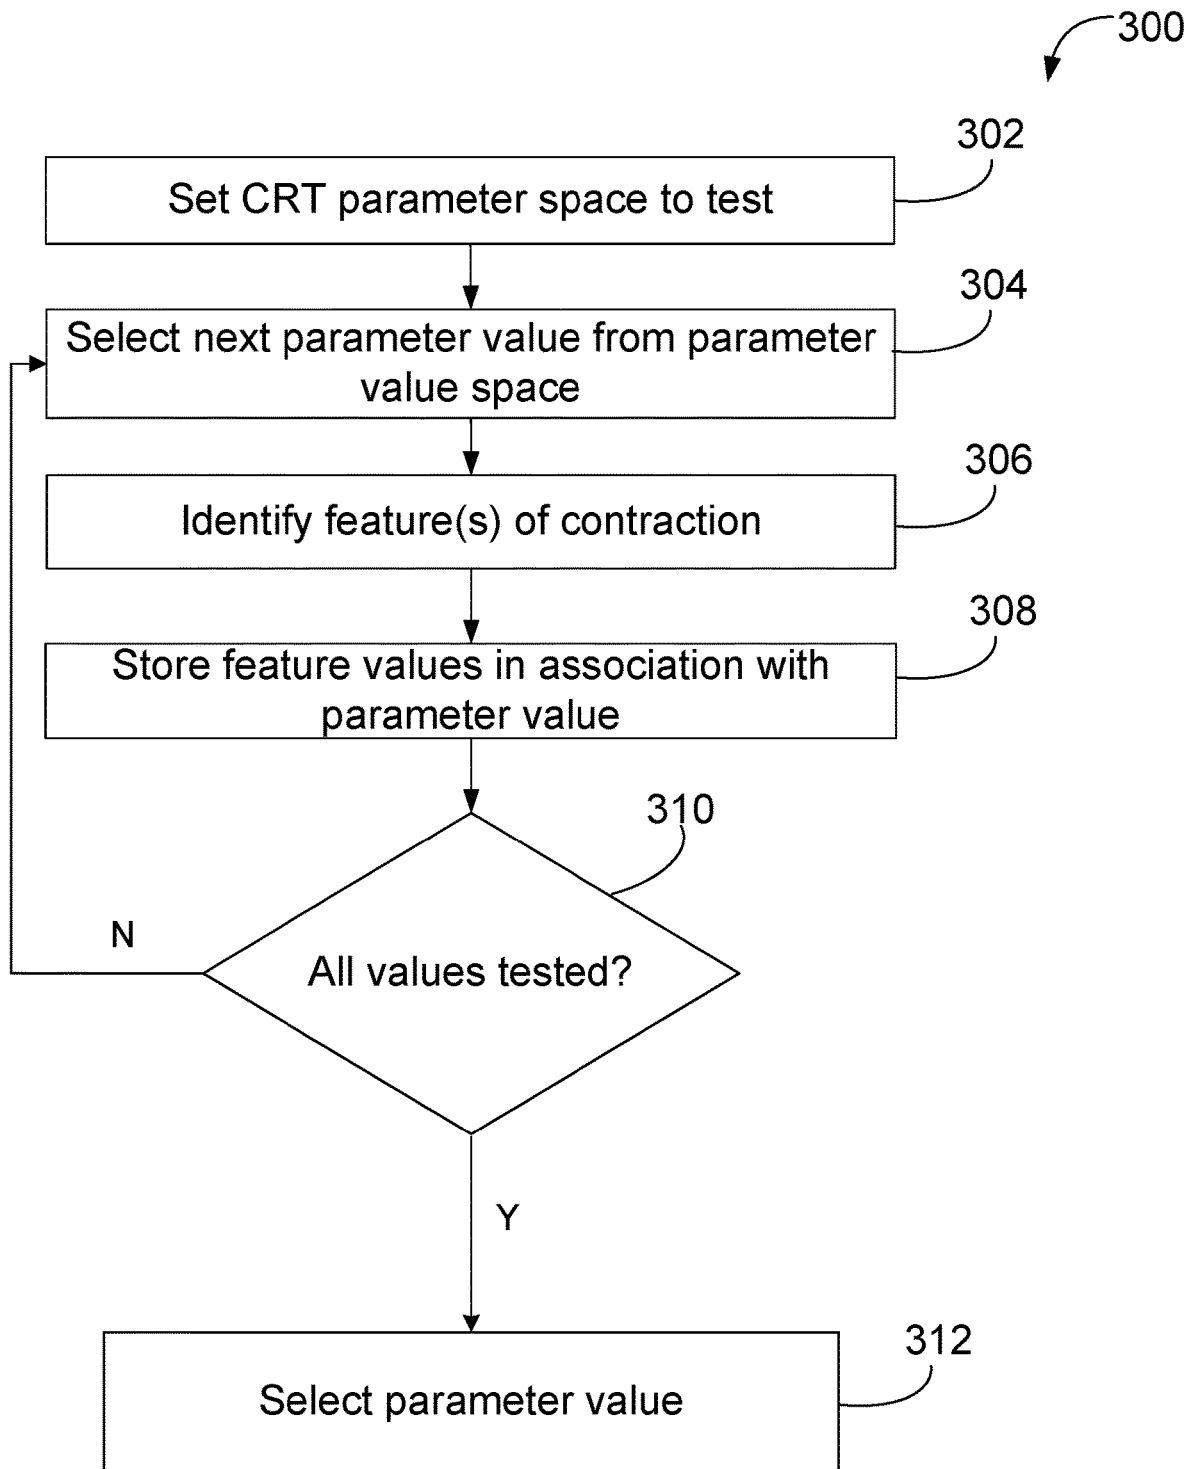 300
302
Set CRT parameter space to test
304
Select next parameter value from parameter
value space
306
Identify feature(s) of contraction
308
Store feature values in association with
parameter value
310
N
All values tested?
Y
312
Select parameter value